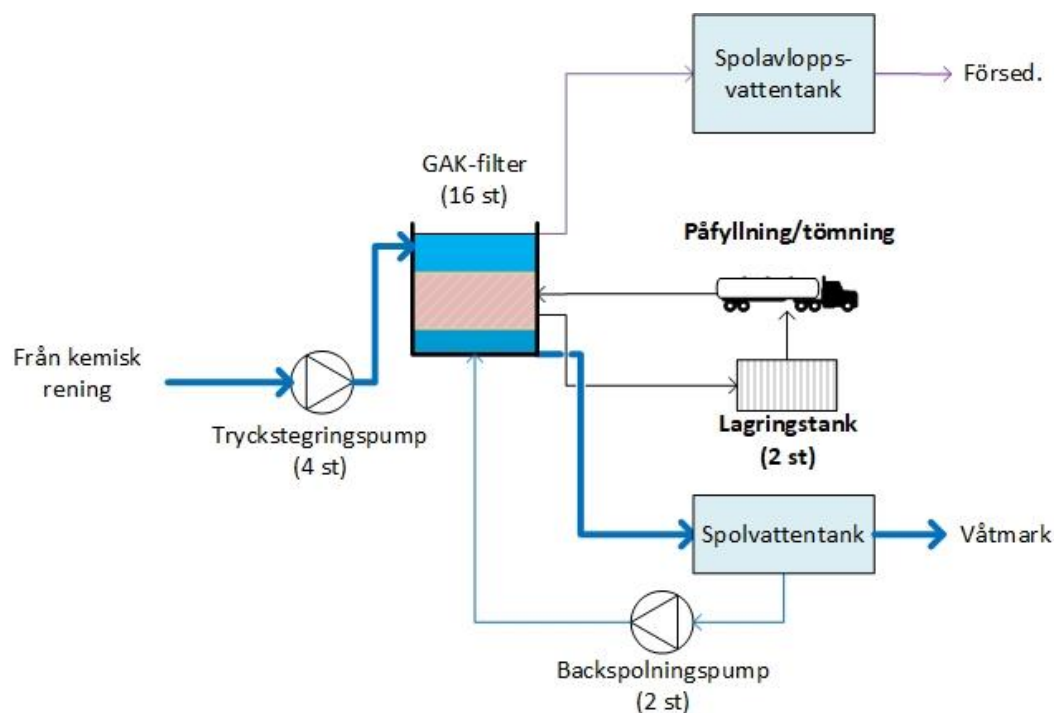 Spolavlopps-
vattentank
Försed.
GAK-filter
(16 st)
Påfyllning/tömning
Från kemisk
rening
Tryckstegringspump
(4 st)
Lagringstank
(2 st)
Spolvattentank
Våtmark
Backspolningspump
(2 st)